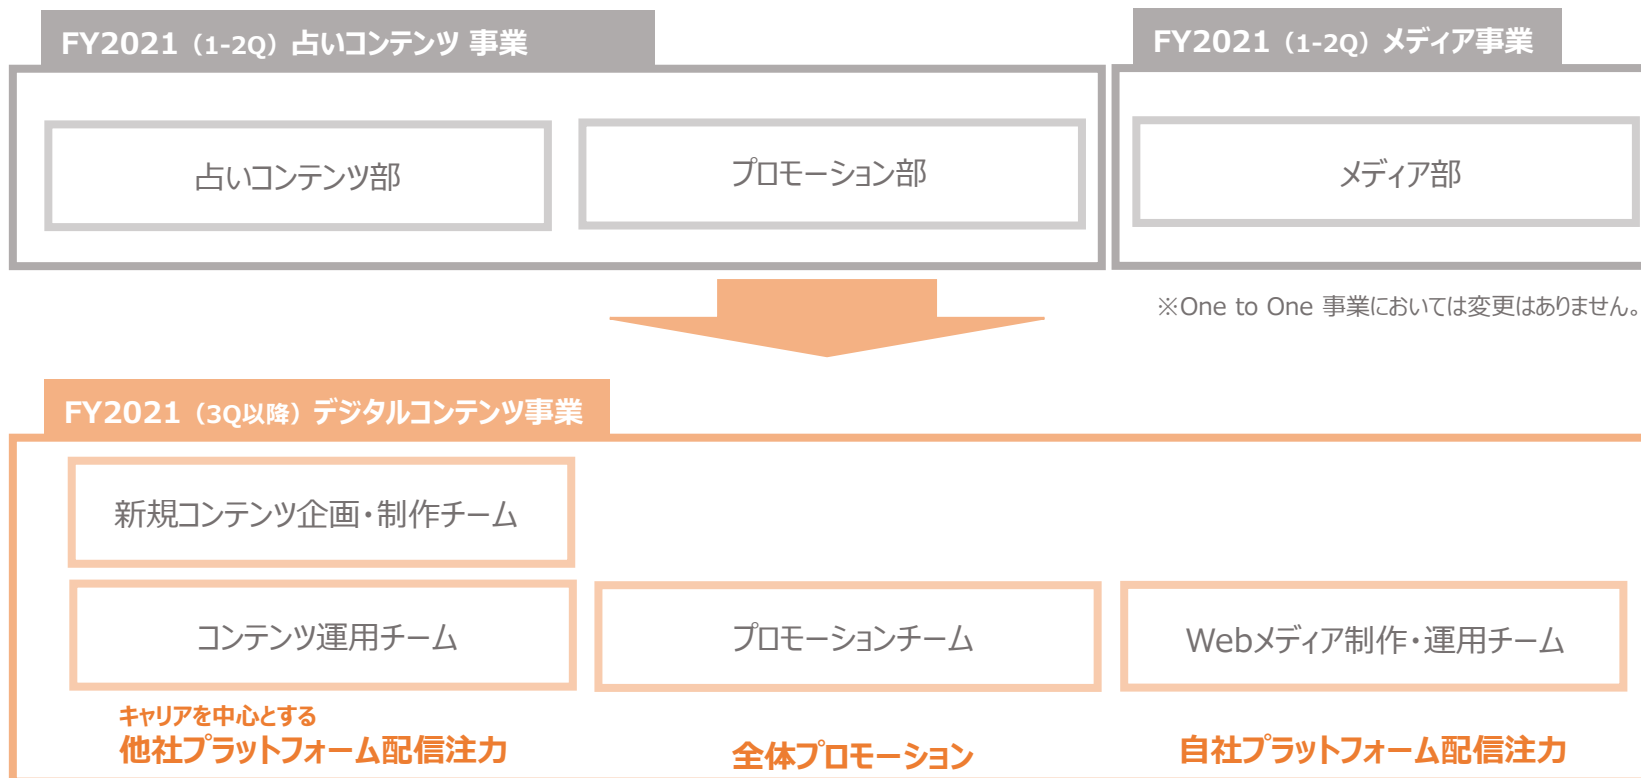 FY2021（1-2Q）占いコンテンツ 事業
FY2021（1-2Q）メディア事業
占いコンテンツ部
プロモーション部
メディア部
※One to One 事業においては変更はありません。
FY2021（3Q以降）デジタルコンテンツ事業
新規コンテンツ企画・制作チーム
コンテンツ運用チーム
プロモーションチーム
Webメディア制作・運用チーム
キャリアを中心とする
他社プラットフォーム配信注力
全体プロモーション
自社プラットフォーム配信注力